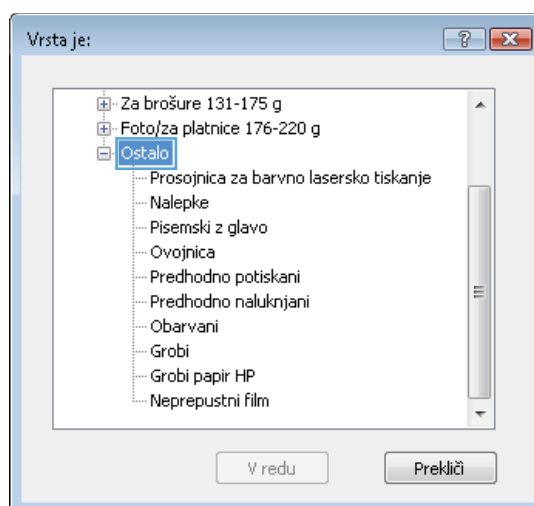 Vrsta je:
Za brošure 131-175 g
Foto/za platnice 176-220 g
Ostalo
Prosojnica za barvno lasersko tiskanje
Nalepke
Pisemski z glavo
Ovojnica
Predhodno potiskani
Predhodno naluknjani
Obarvani
Grobi
Grobi papir HP
Neprepustni film
V redu
Prekliči